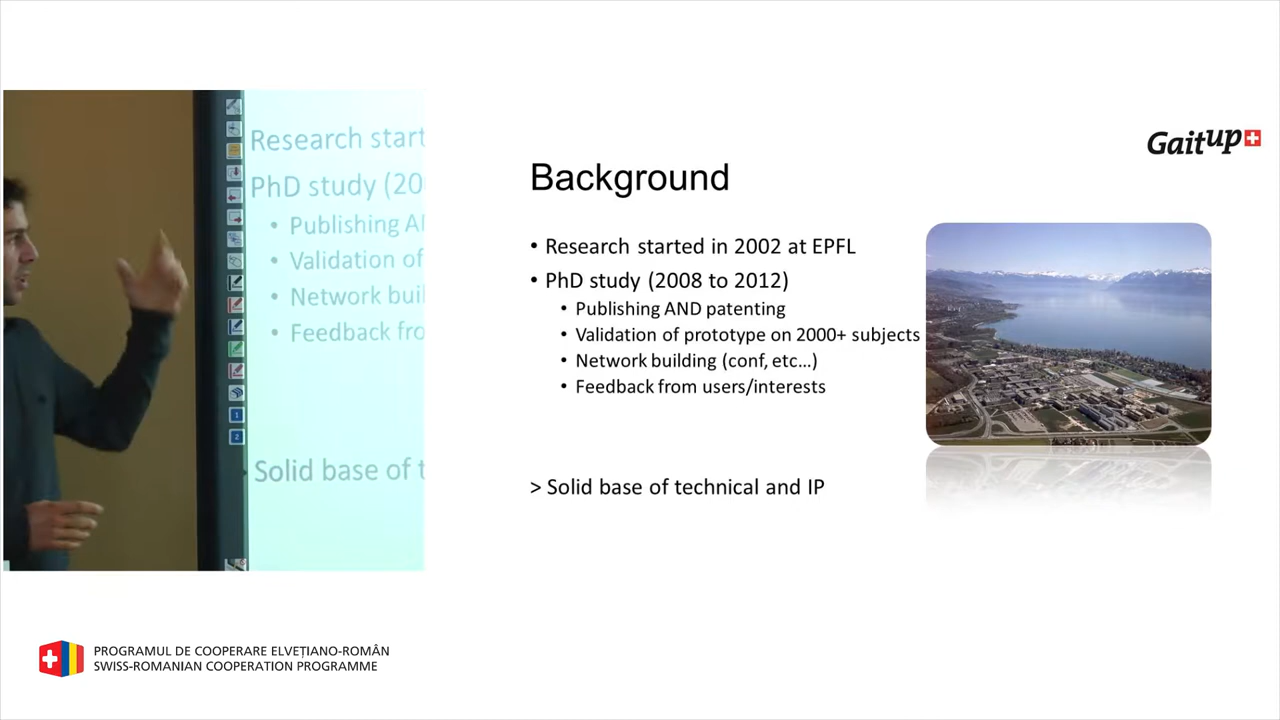 Research start
PhD study (20
• Publishing A
• Validation of
• Network buil
• Feedback fro
Solid base of t
1
2
Gaitup
Background
• Research started in 2002 at EPFL
• PhD study (2008 to 2012)
• Publishing AND patenting
• Validation of prototype on 2000+ subjects
• Network building (conf, etc...)
• Feedback from users/interests
> Solid base of technical and IP
PROGRAMUL DE COOPERARE ELVEȚIANO-ROMÂN
SWISS-ROMANIAN COOPERATION PROGRAMME